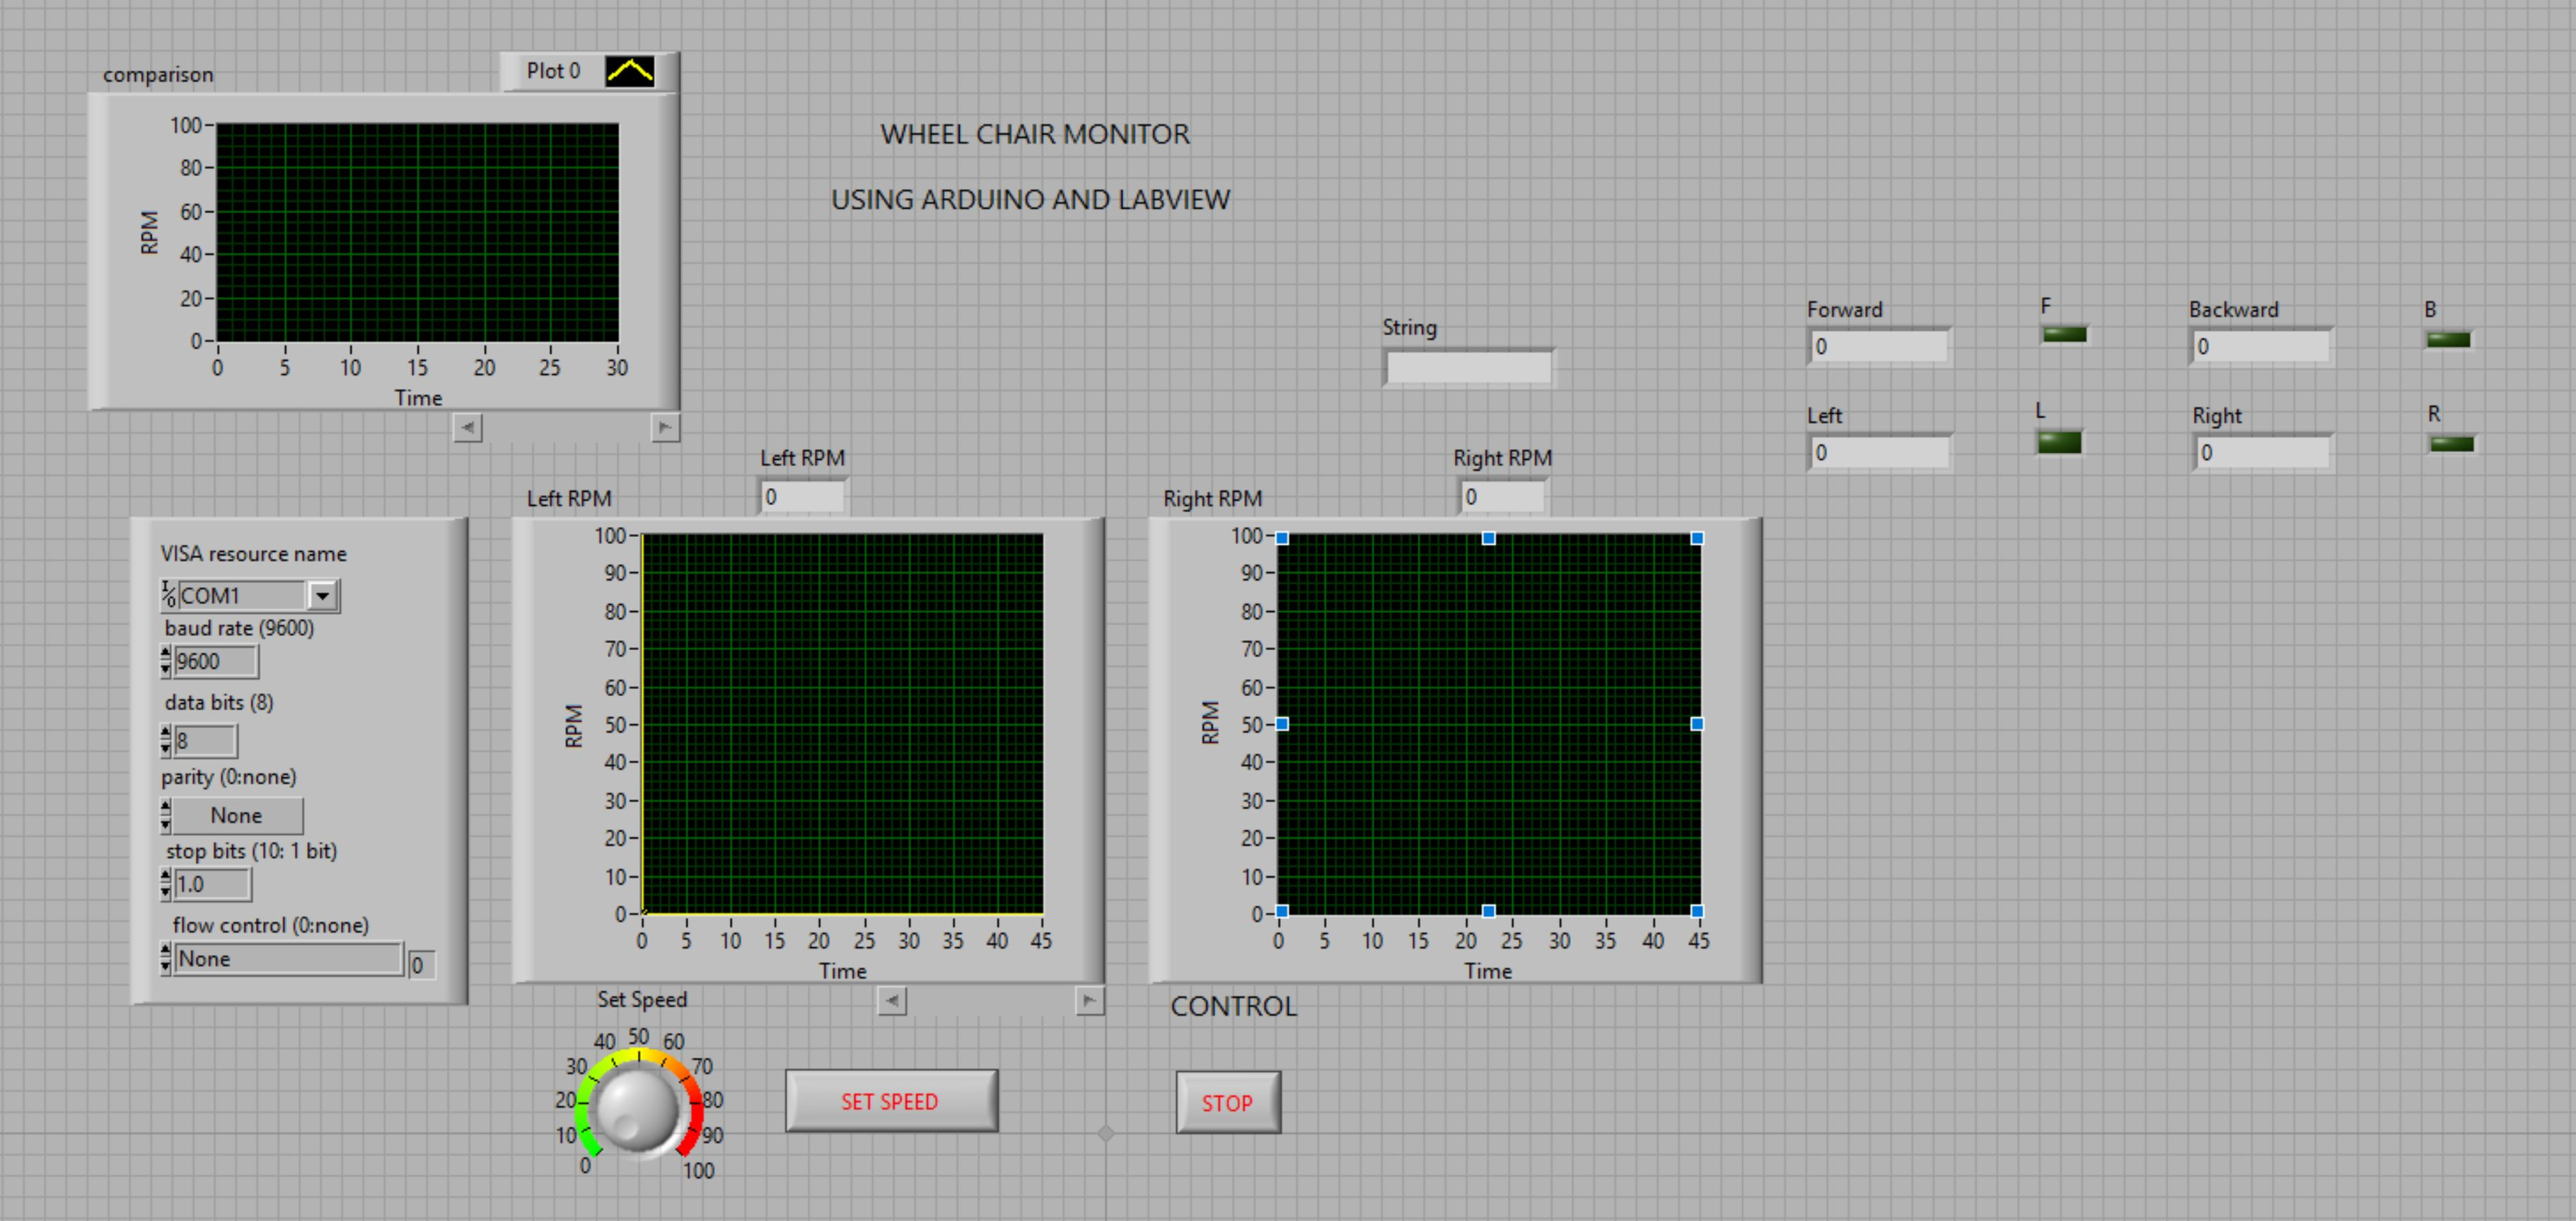 comparison
Plot 0
100
80
60
40
20
0
RPM
0 5 10 15 20 25 30
Time
WHEEL CHAIR MONITOR
USING ARDUINO AND LABVIEW
String
Forward
0
F
Backward
0
B
Left
0
L
Right
0
R
VISA resource name
I/O COM1
baud rate (9600)
9600
data bits (8)
8
parity (0:none)
None
stop bits (10: 1 bit)
1.0
flow control (0:none)
None
0
Left RPM
Left RPM
0
100
90
80
70
60
50
40
30
20
10
0
RPM
0 5 10 15 20 25 30 35 40 45
Time
Right RPM
Right RPM
0
100
90
80
70
60
50
40
30
20
10
0
RPM
0 5 10 15 20 25 30 35 40 45
Time
Set Speed
0 10 20 30 40 50 60 70 80 90 100
SET SPEED
CONTROL
STOP